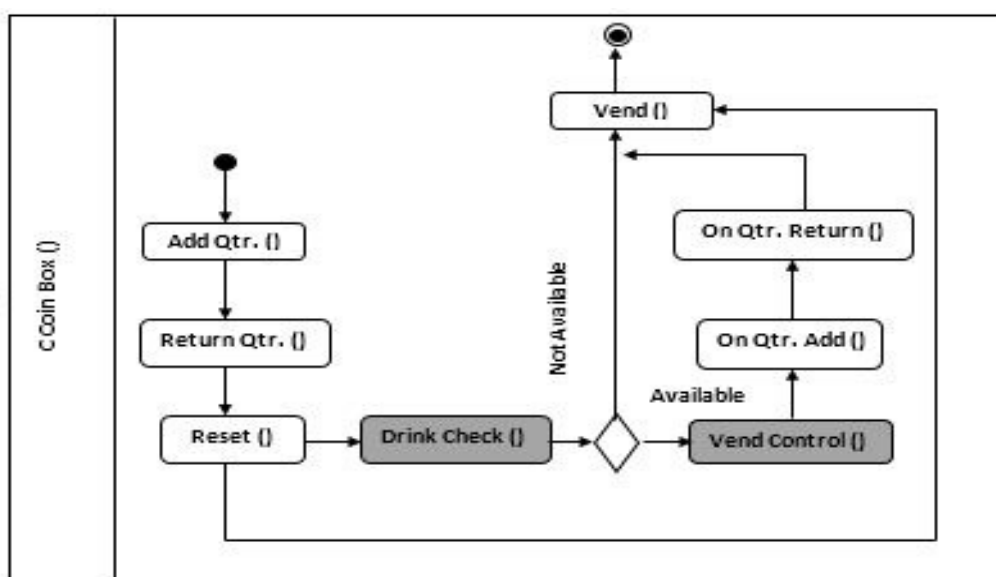 CCoin Box ()
Vend ()
Add Qtr. ()
On Qtr. Return ()
Not Available
Return Qtr. ()
On Qtr. Add ()
Available
Reset ()
Drink Check ()
Vend Control ()